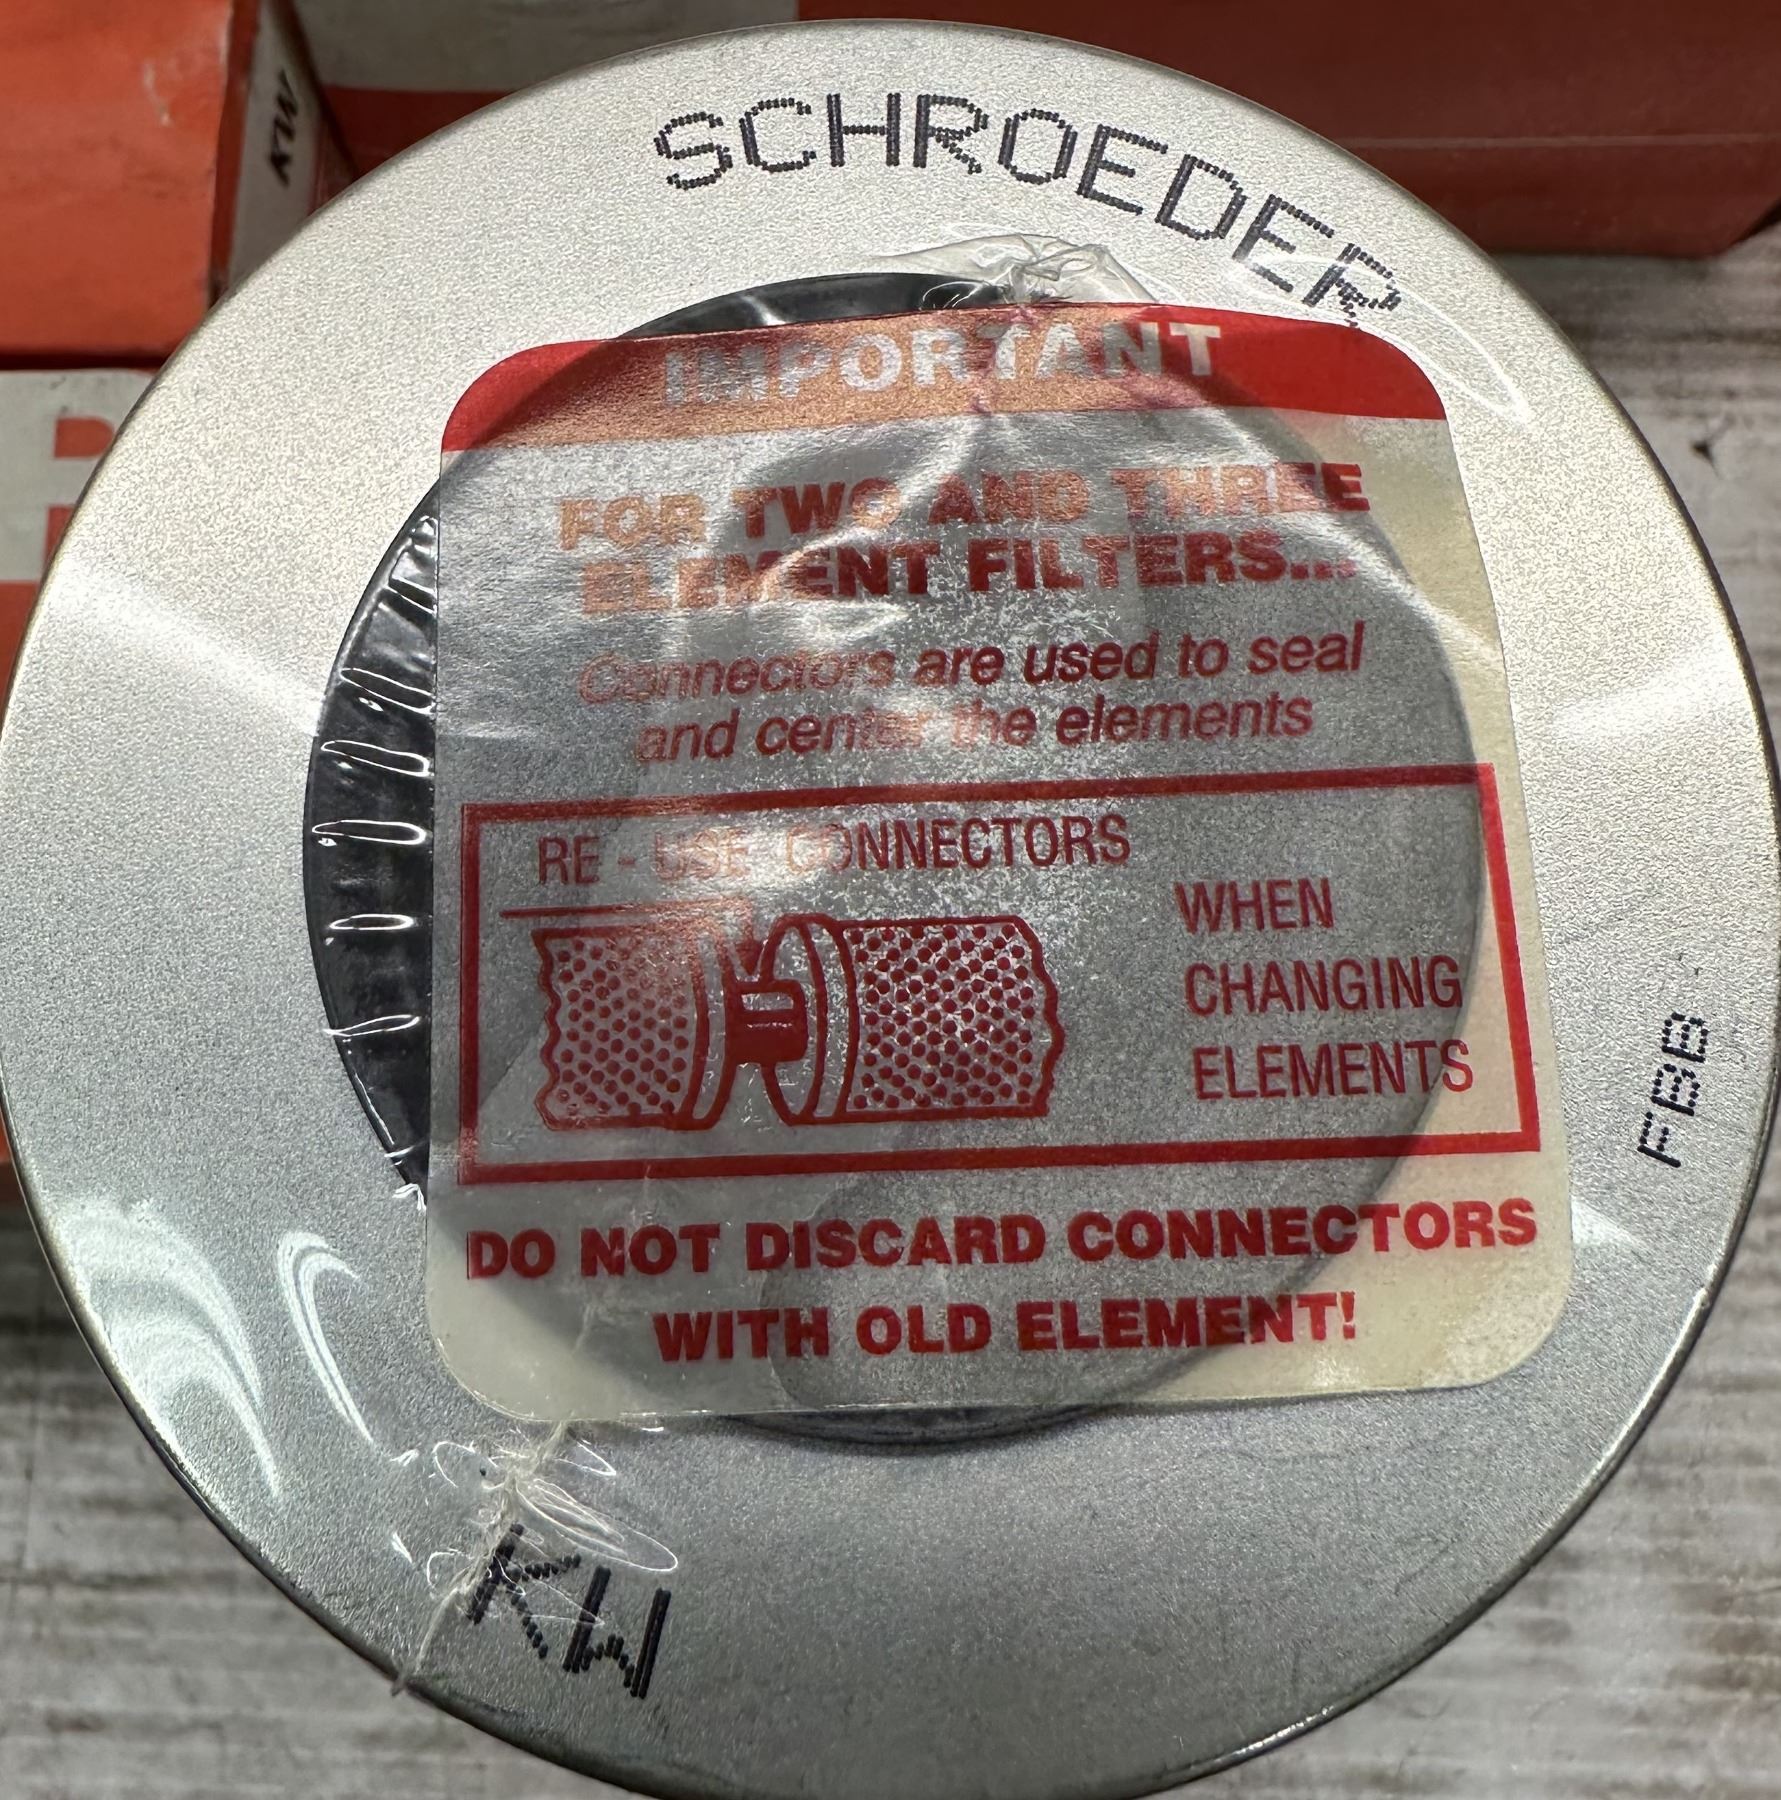 KW
SCHROEDER
IMPORTANT
FOR TWO AND THREE
ELEMENT FILTERS...
Connectors are used to seal
and center the elements
RE - USE CONNECTORS
WHEN
CHANGING
ELEMENTS
DO NOT DISCARD CONNECTORS
WITH OLD ELEMENT!
FBB
KW